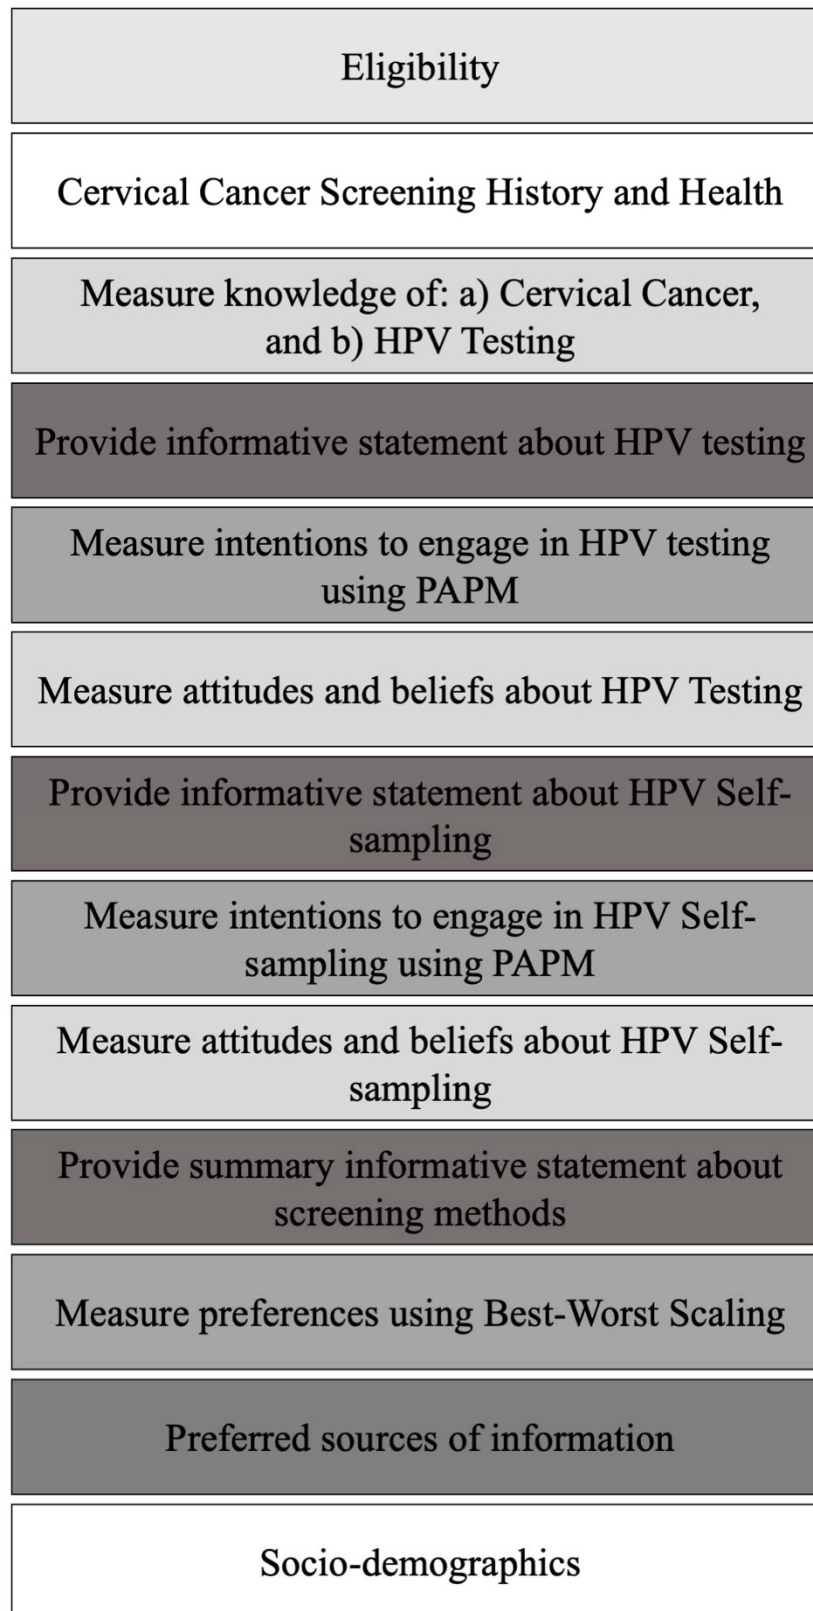 Eligibility
Cervical Cancer Screening History and Health
Measure knowledge of: a) Cervical Cancer,
and b) HPV Testing
Provide informative statement about HPV testing
Measure intentions to engage in HPV testing
using PAPM
Measure attitudes and beliefs about HPV Testing
Provide informative statement about HPV Self-
sampling
Measure intentions to engage in HPV Self-
sampling using PAPM
Measure attitudes and beliefs about HPV Self-
sampling
Provide summary informative statement about
screening methods
Measure preferences using Best-Worst Scaling
Preferred sources of information
Socio-demographics